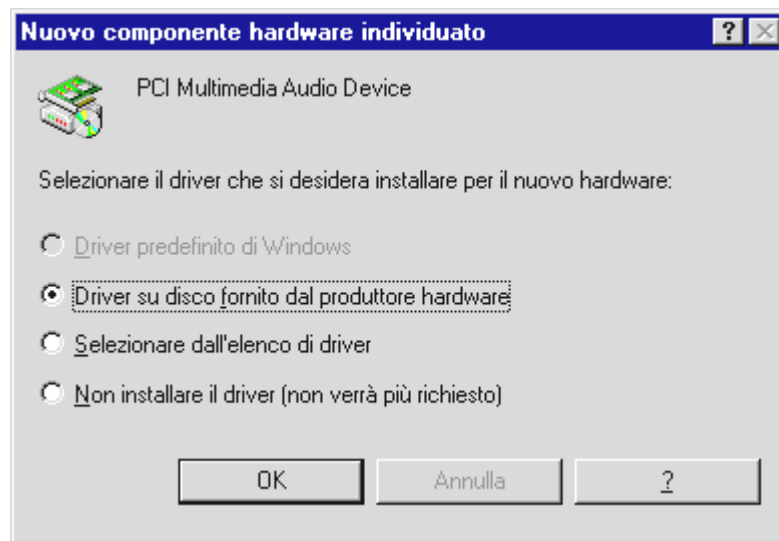 Nuovo componente hardware individuato
PCI Multimedia Audio Device
Selezionare il driver che si desidera installare per il nuovo hardware:
Driver predefinito di Windows
Driver su disco fornito dal produttore hardware
Selezionare dall'elenco di driver
Non installare il driver (non verrà più richiesto)
OK Annulla ?